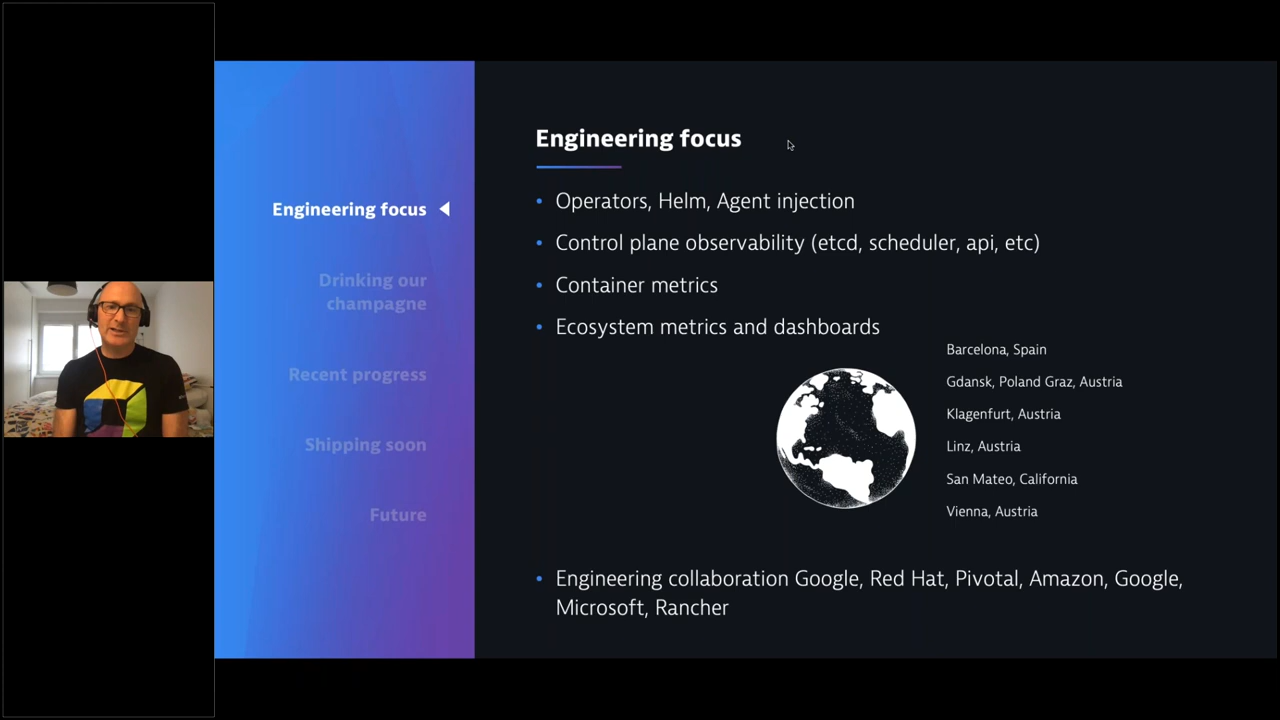 Engineering focus
Drinking our
champagne
Recent progress
Shipping soon
Future
Engineering focus
• Operators, Helm, Agent injection
• Control plane observability (etcd, scheduler, api, etc)
• Container metrics
• Ecosystem metrics and dashboards
Barcelona, Spain
Gdansk, Poland Graz, Austria
Klagenfurt, Austria
Linz, Austria
San Mateo, California
Vienna, Austria
• Engineering collaboration Google, Red Hat, Pivotal, Amazon, Google,
Microsoft, Rancher